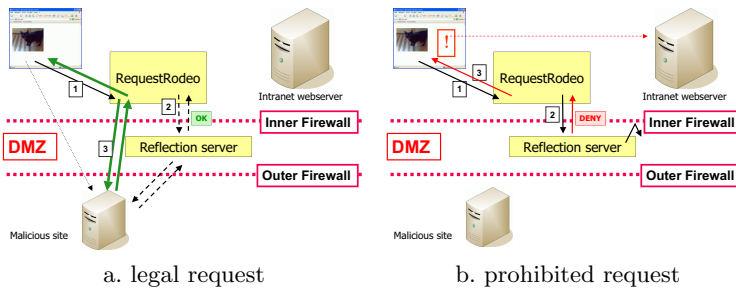 RequestRodeo
1
2
OK
Intranet webserver
Inner Firewall
DMZ
3
Reflection server
Outer Firewall
Malicious site
a. legal request
!
3
RequestRodeo
1
2
DENY
Intranet webserver
Inner Firewall
DMZ
Reflection server
Outer Firewall
Malicious site
b. prohibited request